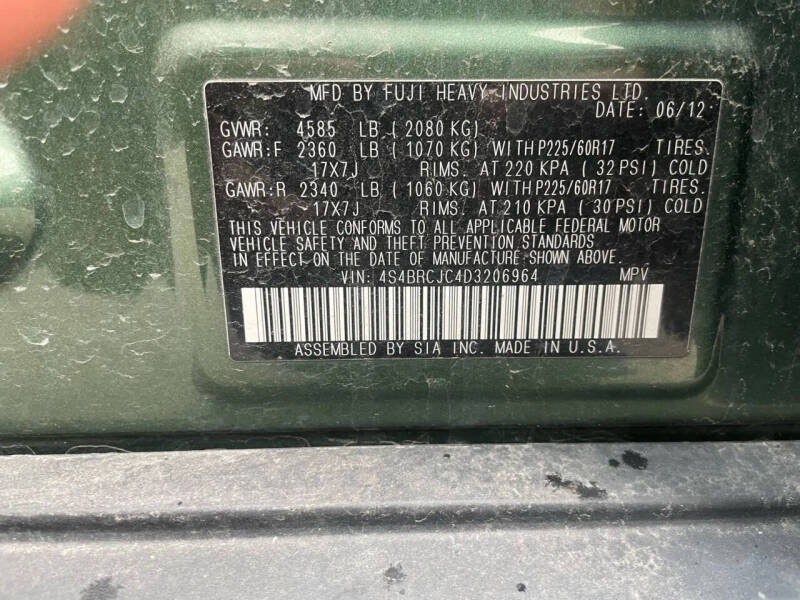 MFD BY FUJI HEAVY INDUSTRIES LTD.
DATE: 06/12
GVWR: 4585 LB ( 2080 KG)
GAWR:F 2360 LB ( 1070 KG) WITH P225/60R17 TIRES.
17X7J RIMS. AT 220 KPA ( 32 PSI) COLD
GAWR:R 2340 LB ( 1060 KG) WITH P225/60R17 TIRES.
17X7J RIMS. AT 210 KPA ( 30 PSI) COLD
THIS VEHICLE CONFORMS TO ALL APPLICABLE FEDERAL MOTOR
VEHICLE SAFETY AND THEFT PREVENTION STANDARDS
IN EFFECT ON THE DATE OF MANUFACTURE SHOWN ABOVE.
VIN: 4S4BRCJC4D3206964 MPV
ASSEMBLED BY SIA INC. MADE IN U.S.A.